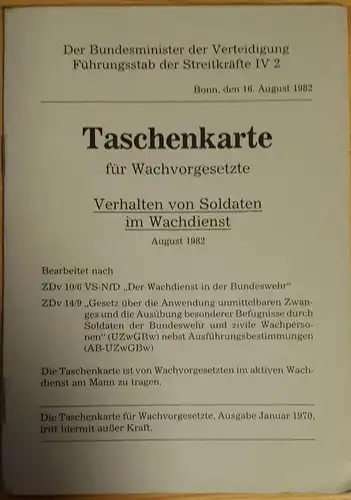 Der Bundesminister der Verteidigung
Führungsstab der Streitkräfte IV 2
Bonn, den 16. August 1982
Taschenkarte
für Wachvorgesetzte
Verhalten von Soldaten
im Wachdienst
August 1982
Bearbeitet nach
ZDv 10/6 VS-NfD „Der Wachdienst in der Bundeswehr“
ZDv 14/9 „Gesetz über die Anwendung unmittelbaren Zwan-
ges und die Ausübung besonderer Befugnisse durch
Soldaten der Bundeswehr und zivile Wachperso-
nen“ (UZwGBw) nebst Ausführungsbestimmungen
(AB-UZwGBw)
Die Taschenkarte ist von Wachvorgesetzten im aktiven Wach-
dienst am Mann zu tragen.
Die Taschenkarte für Wachvorgesetzte, Ausgabe Januar 1970,
tritt hiermit außer Kraft.